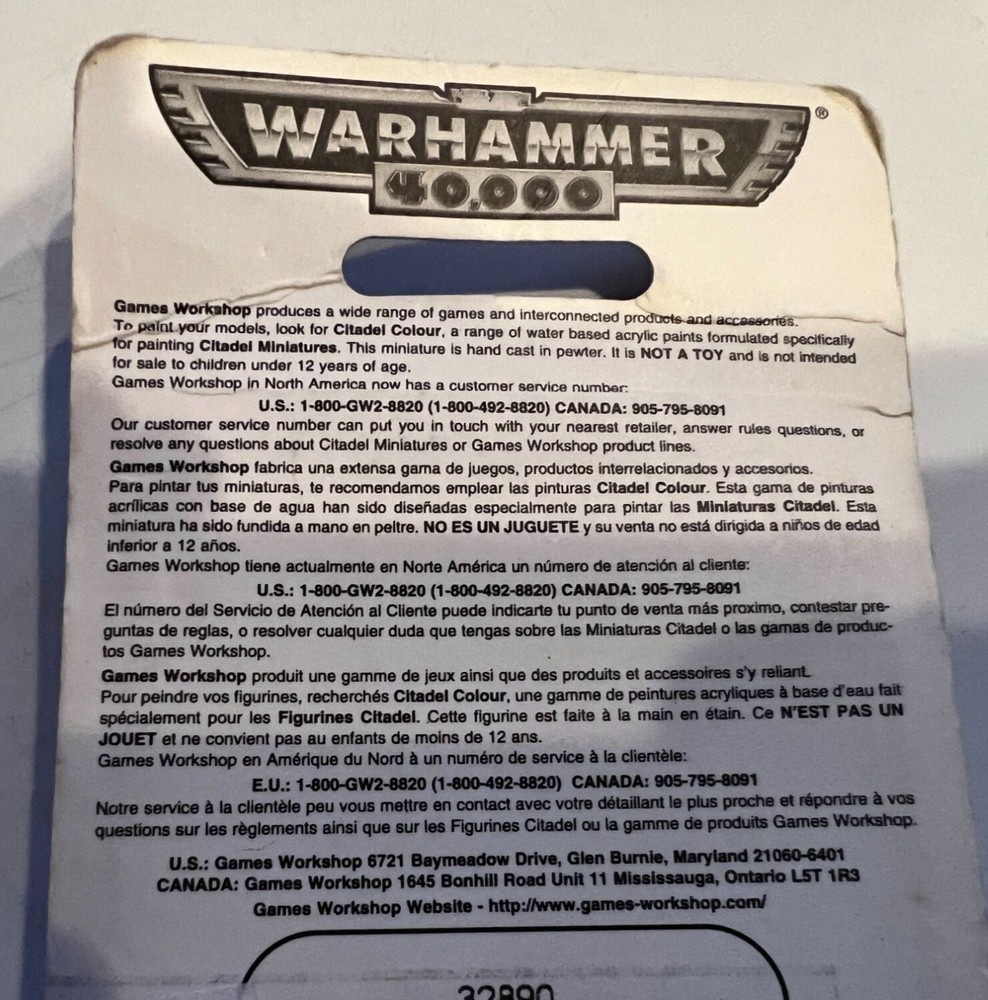 WARHAMMER®
40,000
Games Workshop produces a wide range of games and interconnected products and accessories.
To paint your models, look for Citadel Colour, a range of water based acrylic paints formulated specifically
for painting Citadel Miniatures. This miniature is hand cast in pewter. It is NOT A TOY and is not intended
for sale to children under 12 years of age.
Games Workshop in North America now has a customer service number:
U.S.: 1-800-GW2-8820 (1-800-492-8820) CANADA: 905-795-8091
Our customer service number can put you in touch with your nearest retailer, answer rules questions, or
resolve any questions about Citadel Miniatures or Games Workshop product lines.
Games Workshop fabrica una extensa gama de juegos, productos interrelacionados y accesorios.
Para pintar tus miniaturas, te recomendamos emplear las pinturas Citadel Colour. Esta gama de pinturas
acrílicas con base de agua han sido diseñadas especialmente para pintar las Miniaturas Citadel. Esta
miniatura ha sido fundida a mano en peltre. NO ES UN JUGUETE y su venta no está dirigida a niños de edad
inferior a 12 años.
Games Workshop tiene actualmente en Norte América un número de atención al cliente:
U.S.: 1-800-GW2-8820 (1-800-492-8820) CANADA: 905-795-8091
El número del Servicio de Atención al Cliente puede indicarte tu punto de venta más proximo, contestar pre-
guntas de reglas, o resolver cualquier duda que tengas sobre las Miniaturas Citadel o las gamas de produc-
tos Games Workshop.
Games Workshop produit une gamme de jeux ainsi que des produits et accessoires s'y reliant.
Pour peindre vos figurines, recherchés Citadel Colour, une gamme de peintures acryliques à base d'eau fait
spécialement pour les Figurines Citadel. Cette figurine est faite à la main en étain. Ce N'EST PAS UN
JOUET et ne convient pas au enfants de moins de 12 ans.
Games Workshop en Amérique du Nord à un numéro de service à la clientèle:
E.U.: 1-800-GW2-8820 (1-800-492-8820) CANADA: 905-795-8091
Notre service à la clientèle peu vous mettre en contact avec votre détaillant le plus proche et répondre à vos
questions sur les règlements ainsi que sur les Figurines Citadel ou la gamme de produits Games Workshop.
U.S.: Games Workshop 6721 Baymeadow Drive, Glen Burnie, Maryland 21060-6401
CANADA: Games Workshop 1645 Bonhill Road Unit 11 Mississauga, Ontario L5T 1R3
Games Workshop Website - http://www.games-workshop.com/